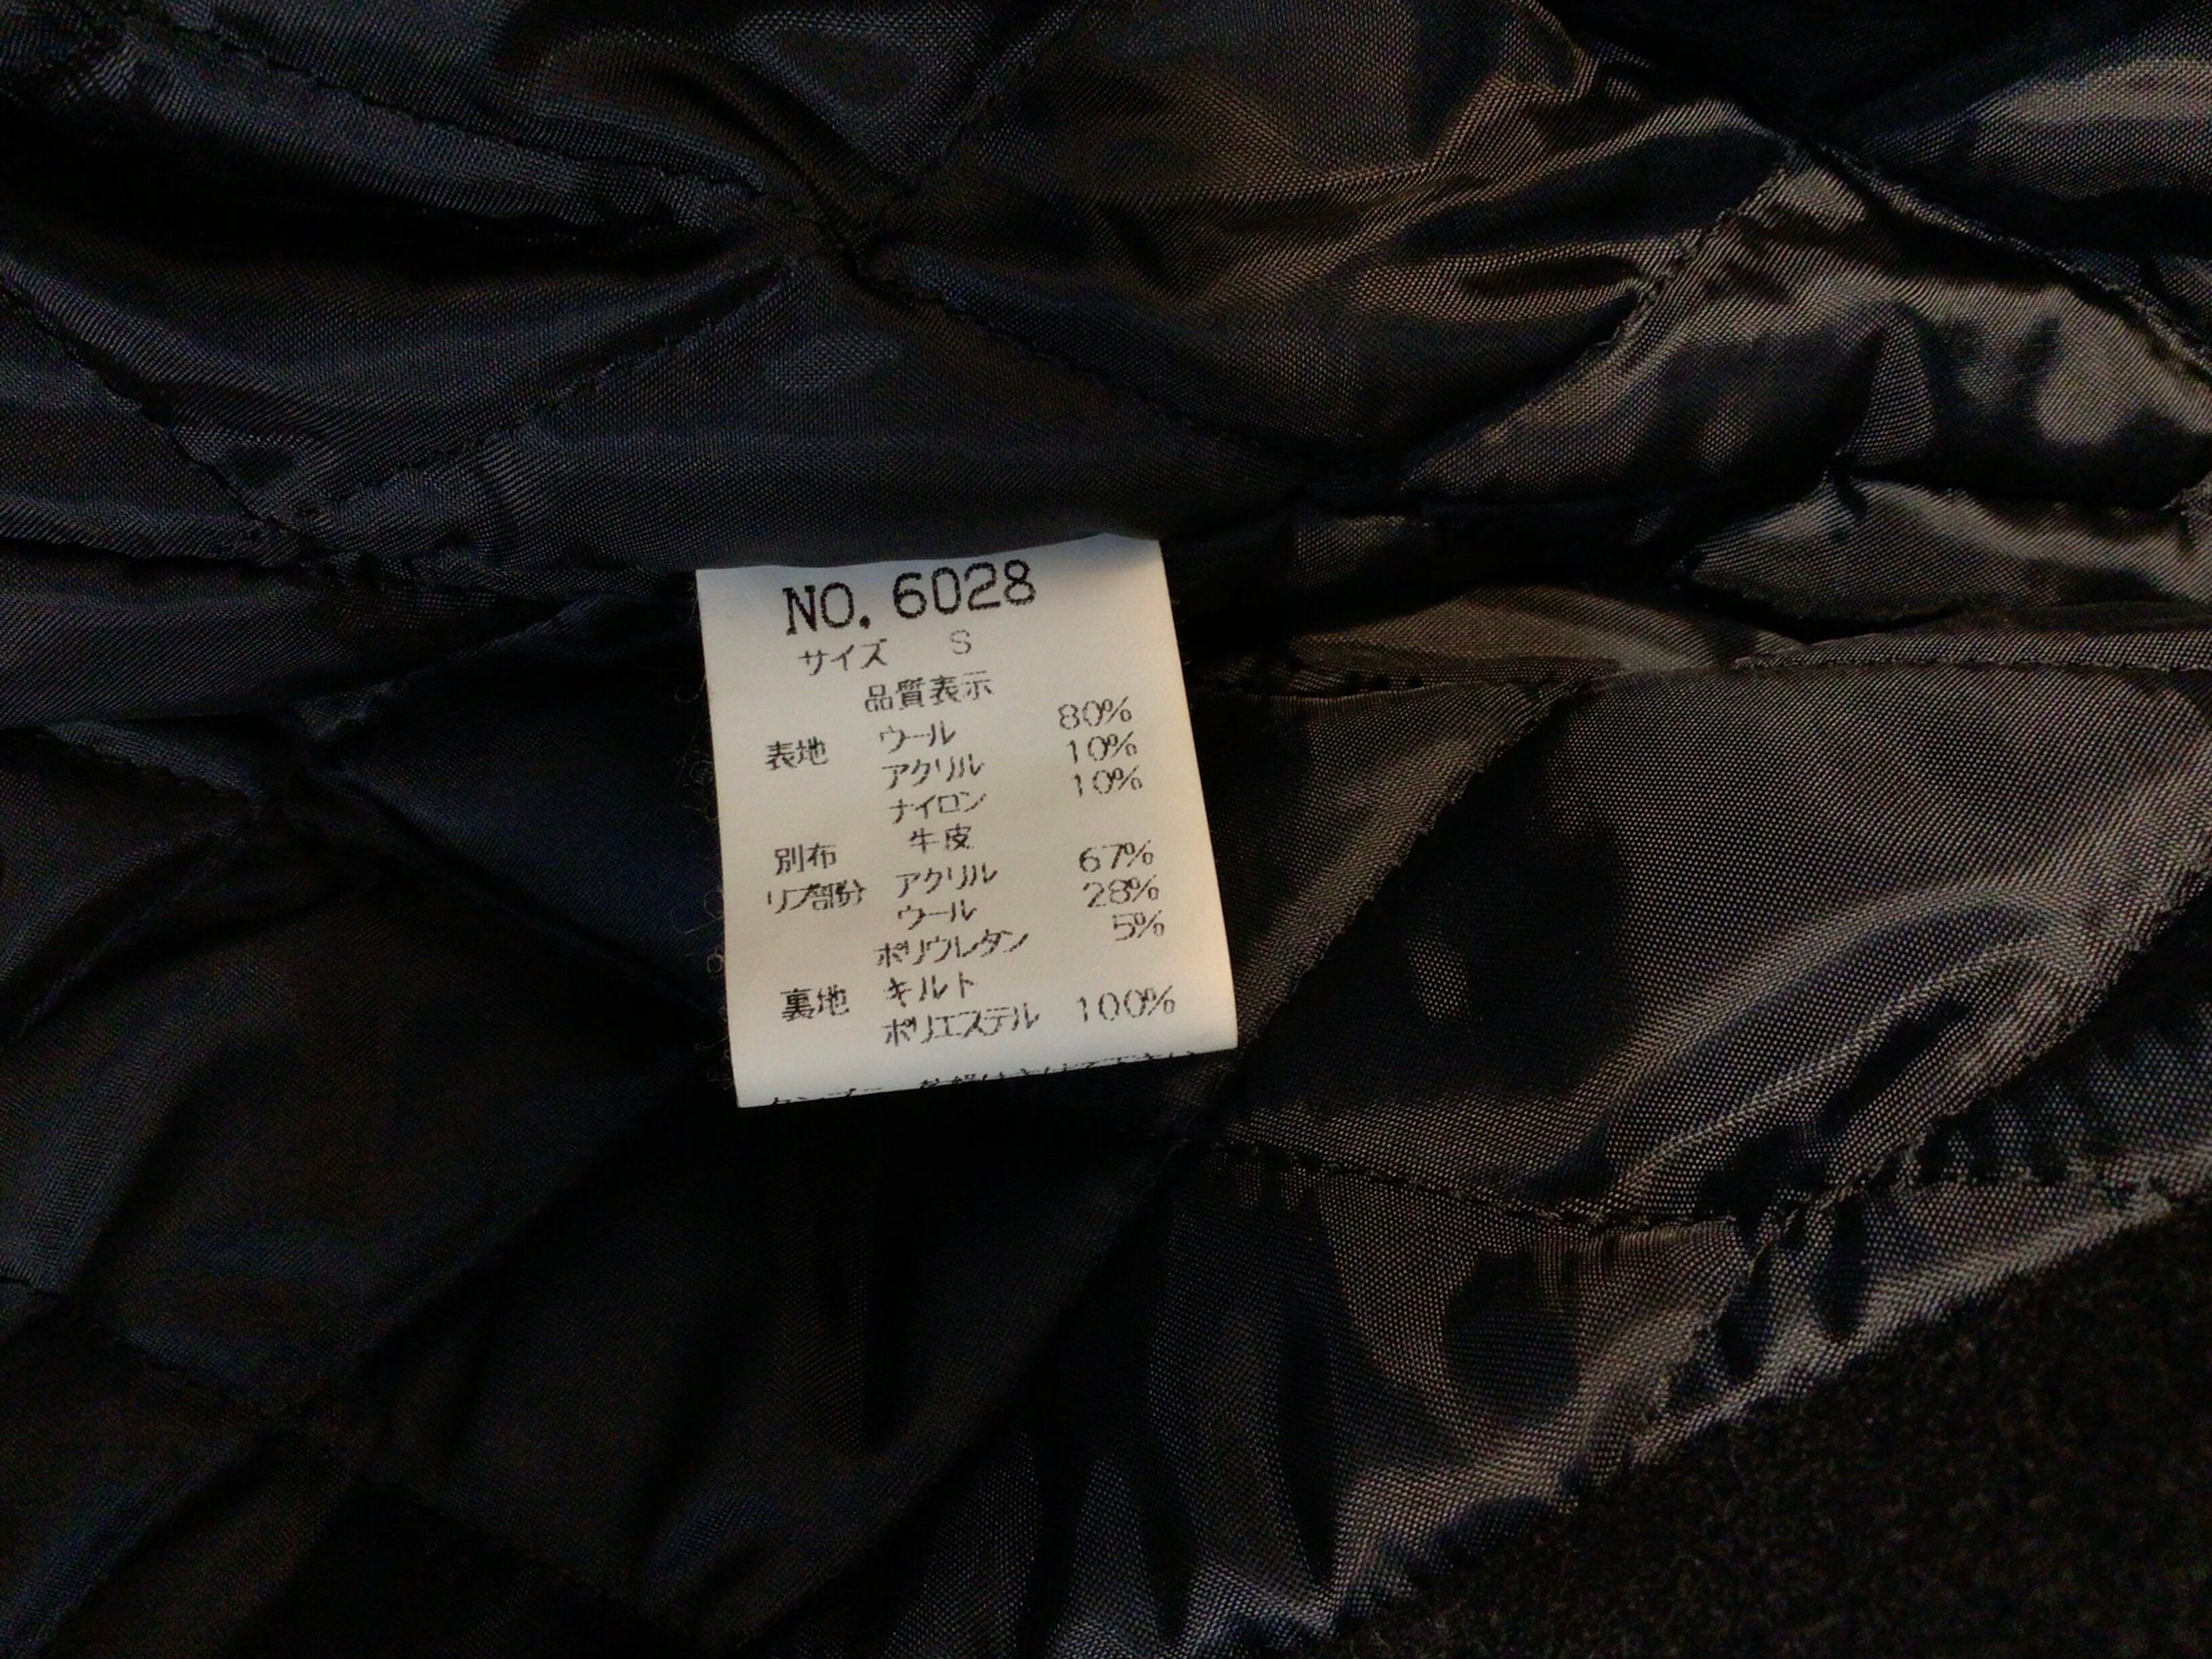 NO. 6028
サイズ S
品質表示
表地 ウール 80%
アクリル 10%
ナイロン 10%
別布 牛皮
リブ部分 アクリル 67%
ウール 28%
ポリウレタン 5%
裏地 キルト
ポリエステル 100%